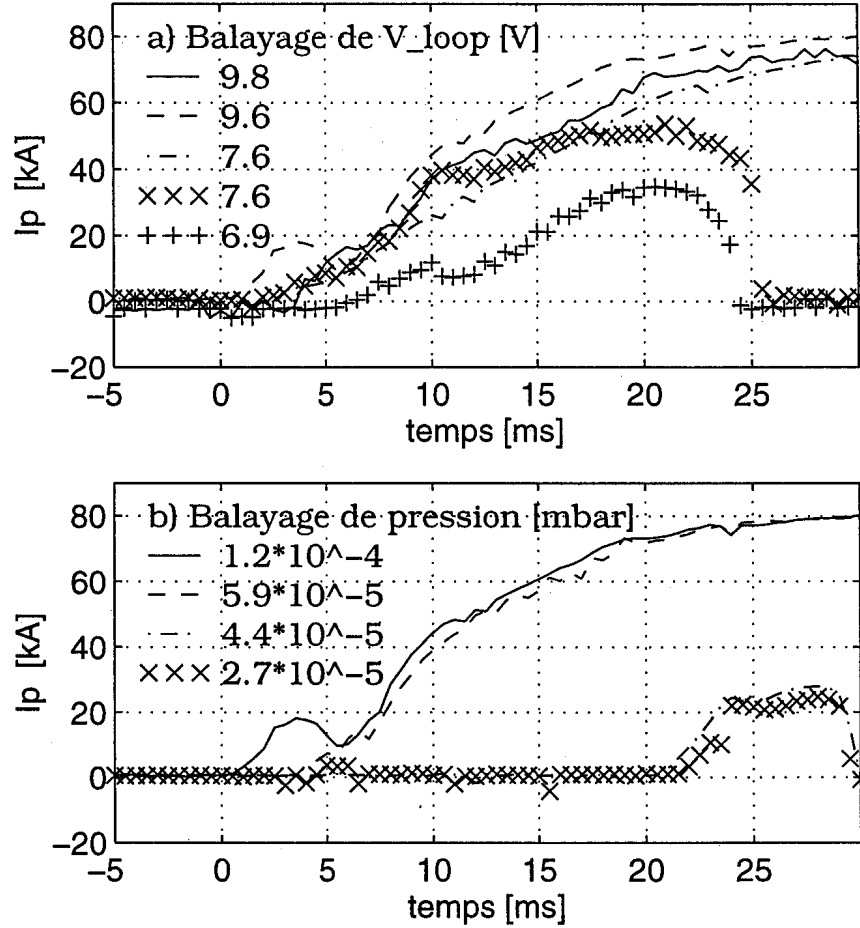 80
60
40
20
0
−20
Ip [kA]
a) Balayage de V_loop [V]
9.8
9.6
7.6
7.6
6.9
−5 0 5 10 15 20 25
temps [ms]
80
60
40
20
0
−20
Ip [kA]
b) Balayage de pression [mbar]
1.2*10^−4
5.9*10^−5
4.4*10^−5
2.7*10^−5
−5 0 5 10 15 20 25
temps [ms]